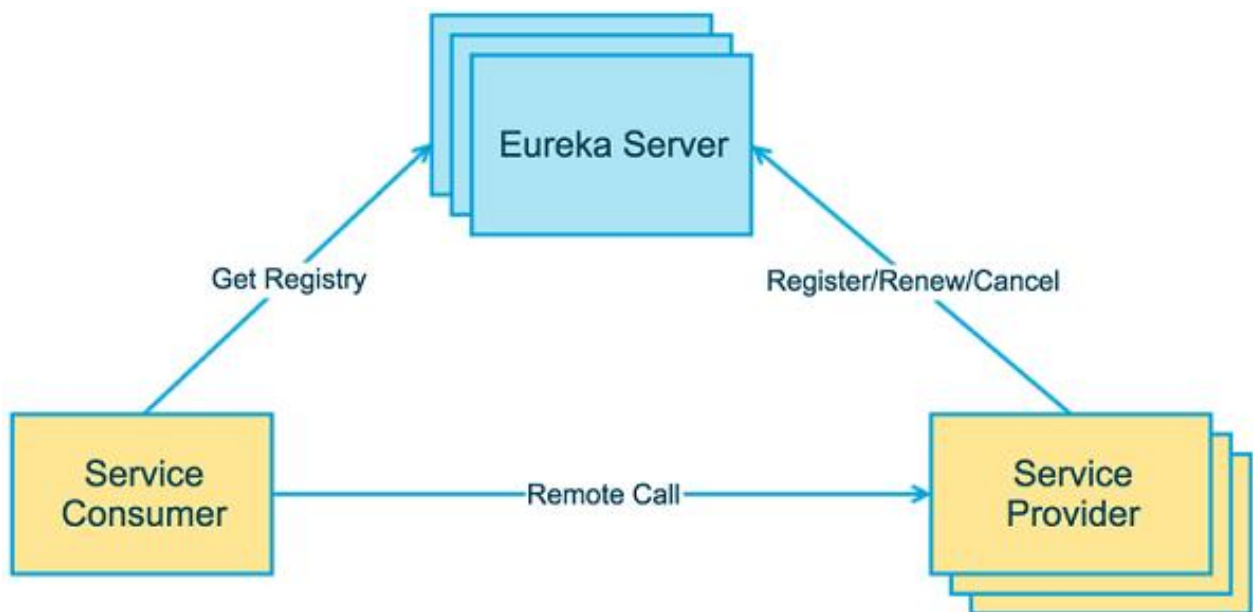 Eureka Server
Get Registry
Register/Renew/Cancel
Service
Consumer
Remote Call
Service
Provider